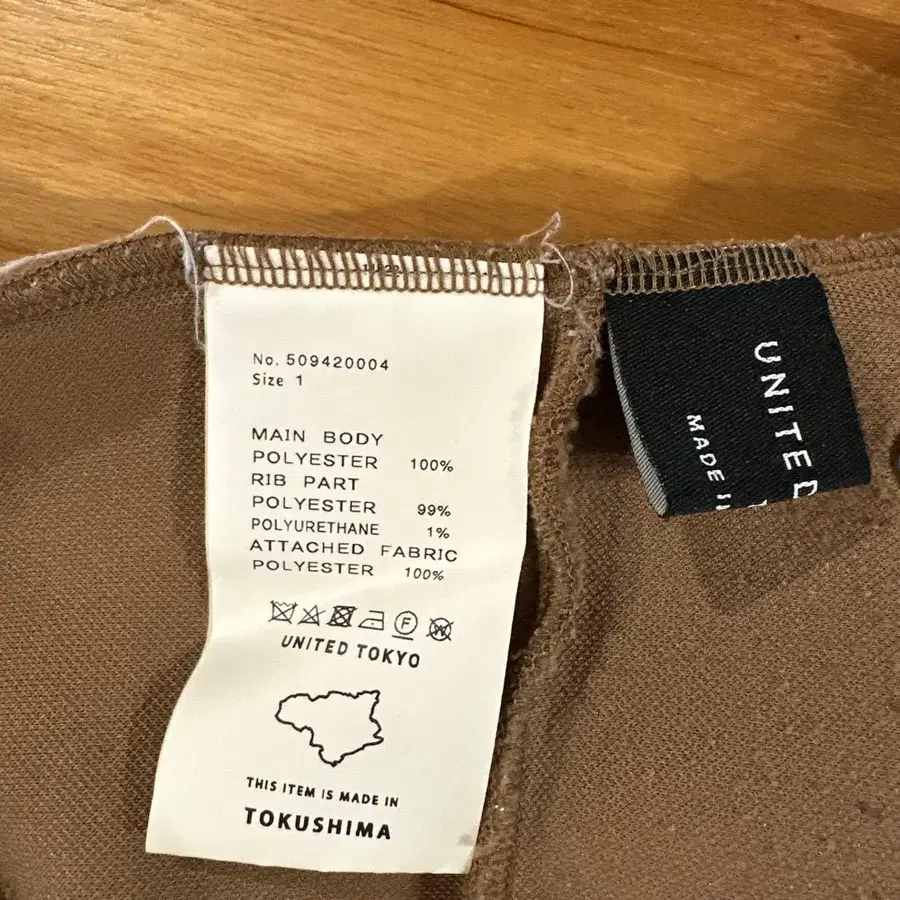 No. 509420004
Size 1
MAIN BODY
POLYESTER 100%
RIB PART
POLYESTER 99%
POLYURETHANE 1%
ATTACHED FABRIC
POLYESTER 100%
F W
UNITED TOKYO
THIS ITEM IS MADE IN
TOKUSHIMA
UNITED
MADE IN